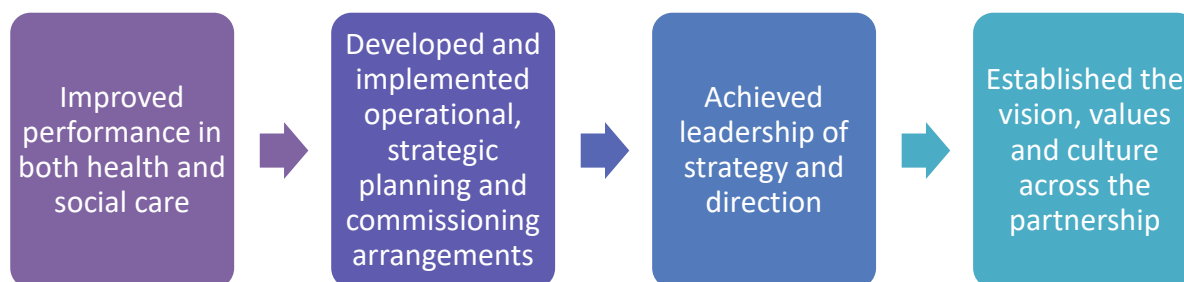 Improved
performance in
both health and
social care
Developed and
implemented
operational,
strategic
planning and
commissioning
arrangements
Achieved
leadership of
strategy and
direction
Established the
vision, values
and culture
across the
partnership